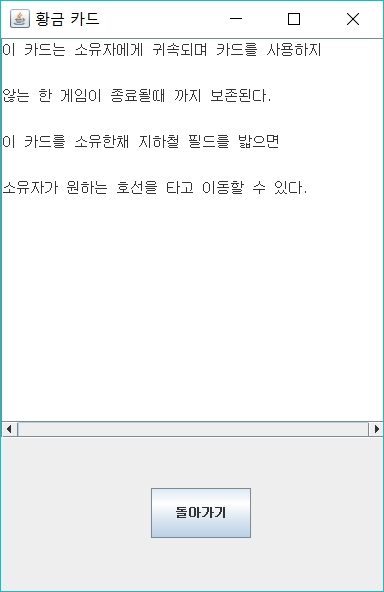 황금 카드
이 카드는 소유자에게 귀속되며 카드를 사용하지
않는 한 게임이 종료될때 까지 보존된다.
이 카드를 소유한채 지하철 필드를 밟으면
소유자가 원하는 호선을 타고 이동할 수 있다.
돌아가기